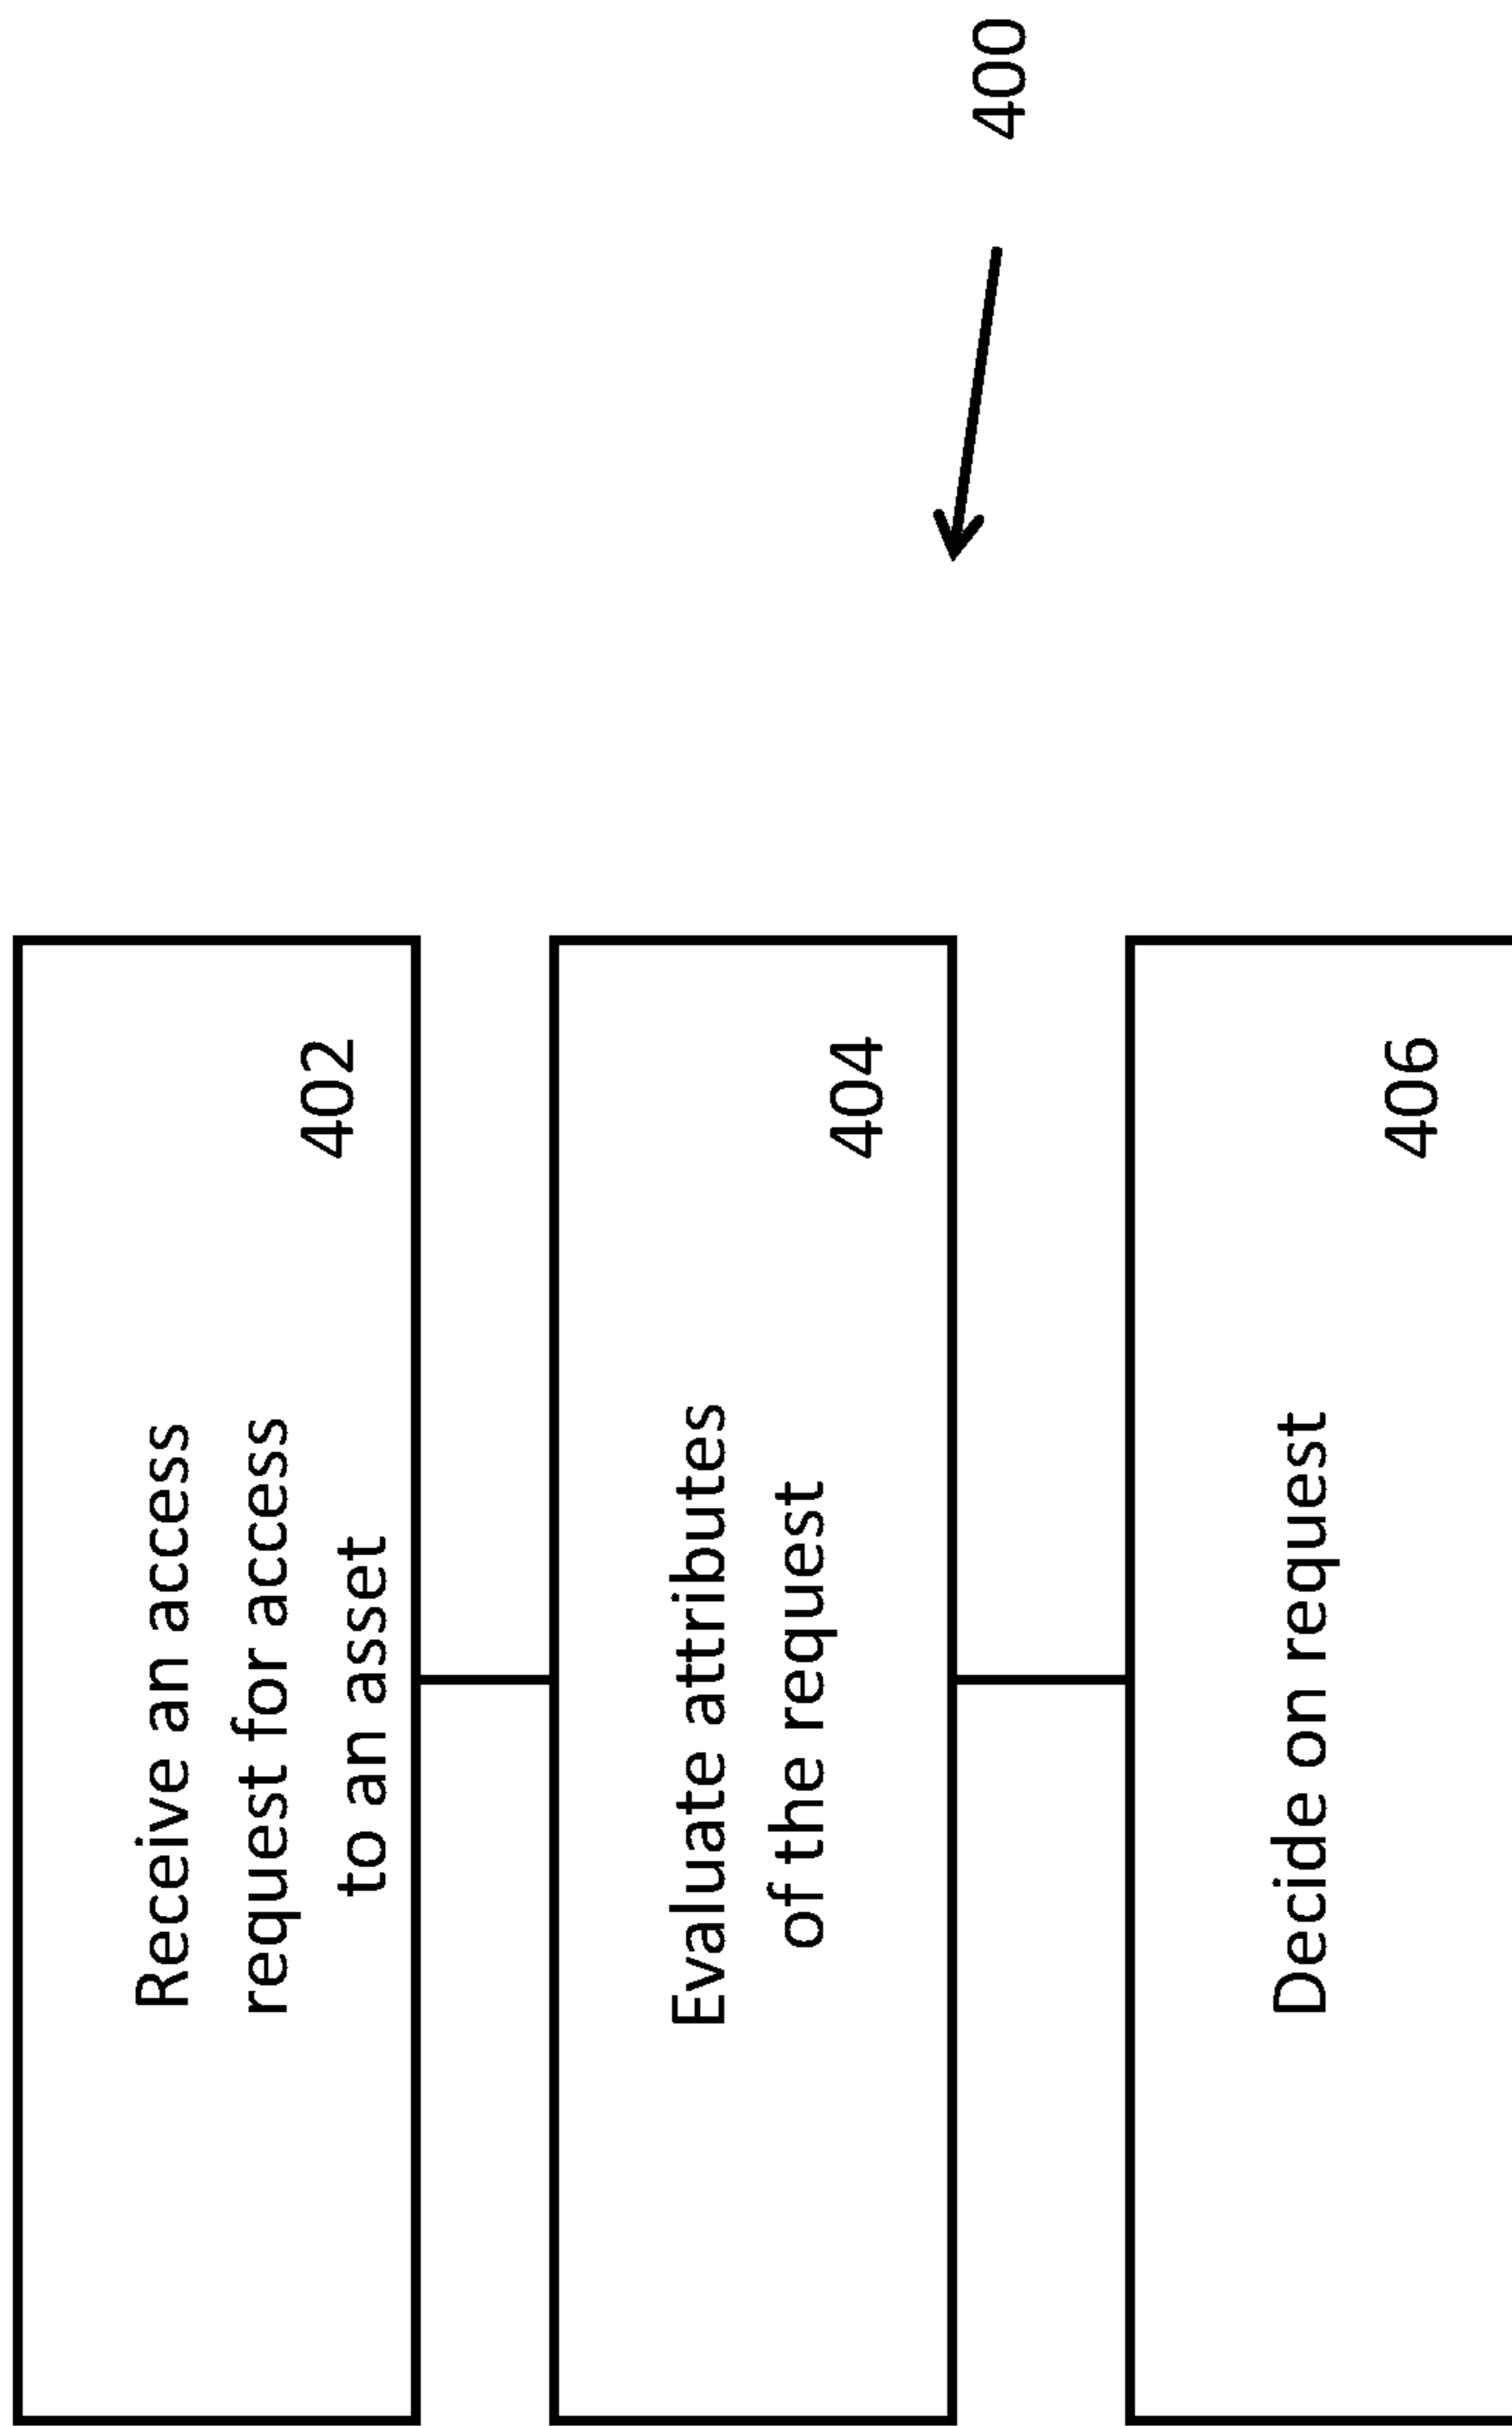 Receive an access
request for access
to an asset
402
Evaluate attributes
of the request
404
Decide on request
406
400